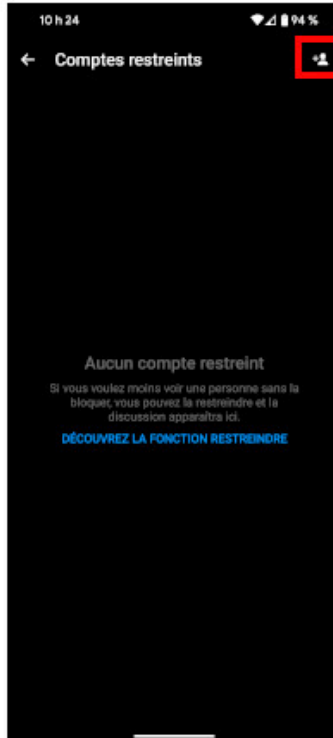 10 h 24 94 %
Comptes restreints
Aucun compte restreint
Si vous voulez moins voir une personne sans la
bloquer, vous pouvez la restreindre et la
discussion apparaîtra ici.
DÉCOUVREZ LA FONCTION RESTREINDRE